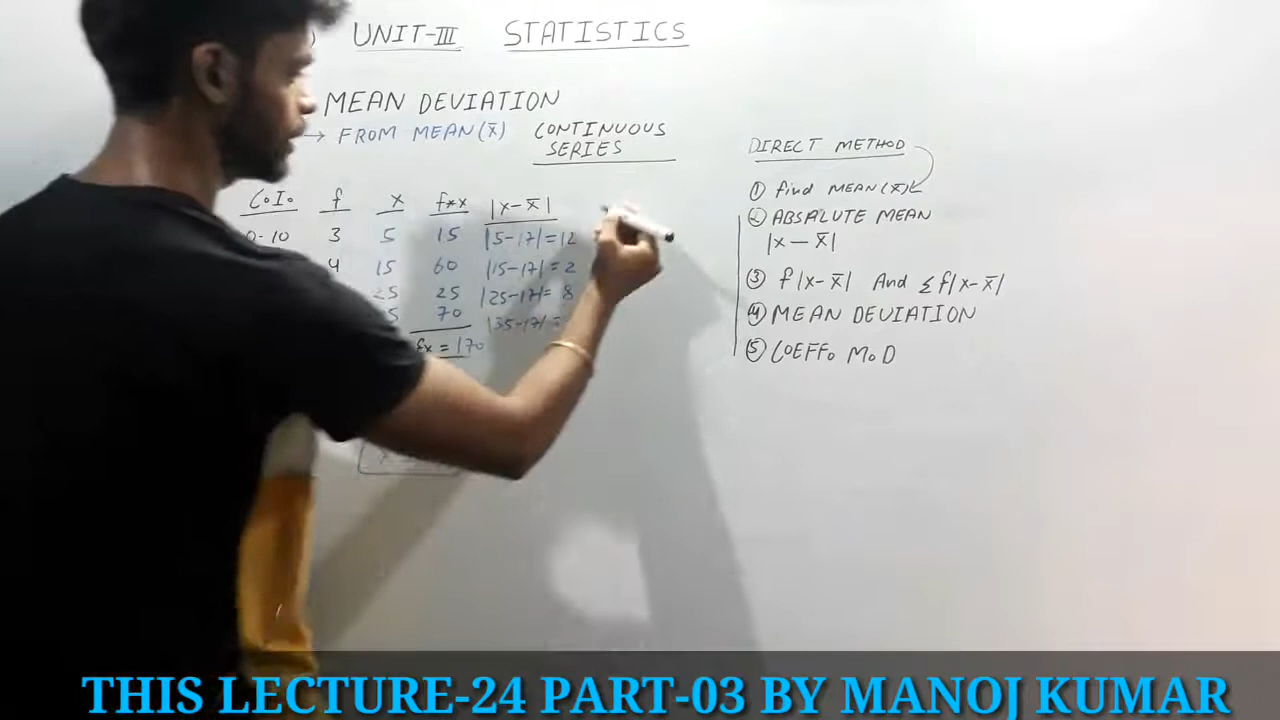 UNIT-III STATISTICS
MEAN DEVIATION
→ FROM MEAN (x̄) CONTINUOUS SERIES
C.I. f x f*x |x-x̄|
0-10 3 5 15 |5-17|=12
4 15 60 |15-17|=2
25 25 |25-17|= 8
5 70 |35-17|=
fx = 170
DIRECT METHOD
① find MEAN (x̄)
② ABSALUTE MEAN
|x-x̄|
③ f|x-x̄| And Σf|x-x̄|
④ MEAN DEVIATION
⑤ COEFF. M.D
THIS LECTURE-24 PART-03 BY MANOJ KUMAR